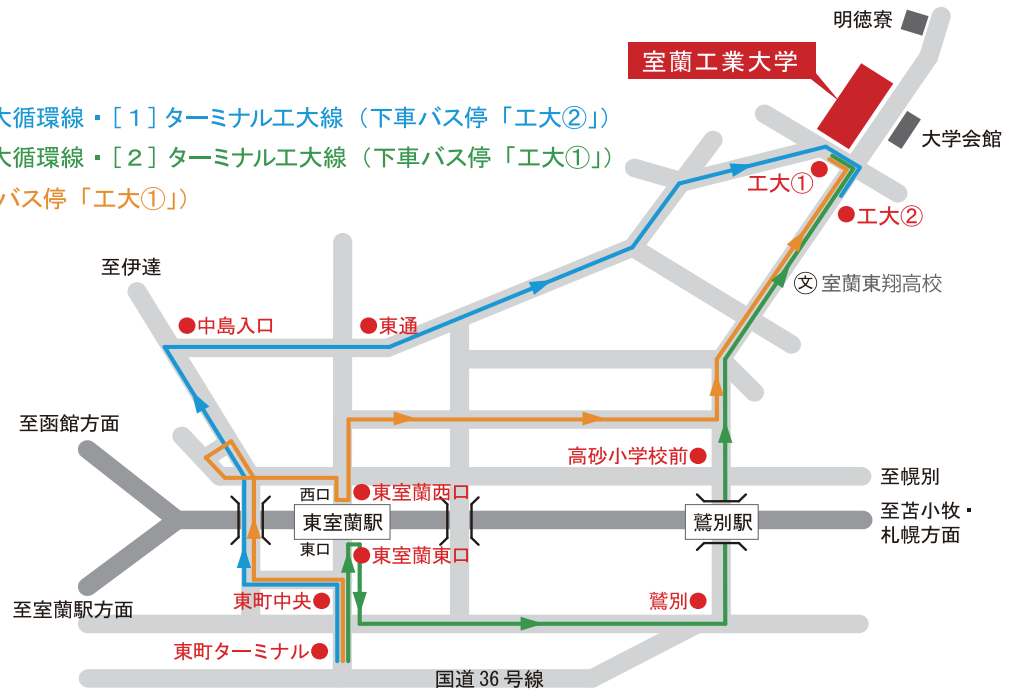 明徳寮
室蘭工業大学
大循環線・[1]ターミナル工大線(下車バス停「工大②」)
大学会館
大循環線・[2]ターミナル工大線(下車バス停「工大①」)
工大①
バス停「工大①」)
工大②
至伊達
文 室蘭東翔高校
中島入口
東通
至函館方面
高砂小学校前
至幌別
西口
東室蘭西口
東室蘭駅
鷲別駅
至苫小牧・
札幌方面
東口
東室蘭東口
東町中央
鷲別
至室蘭駅方面
東町ターミナル
国道36号線